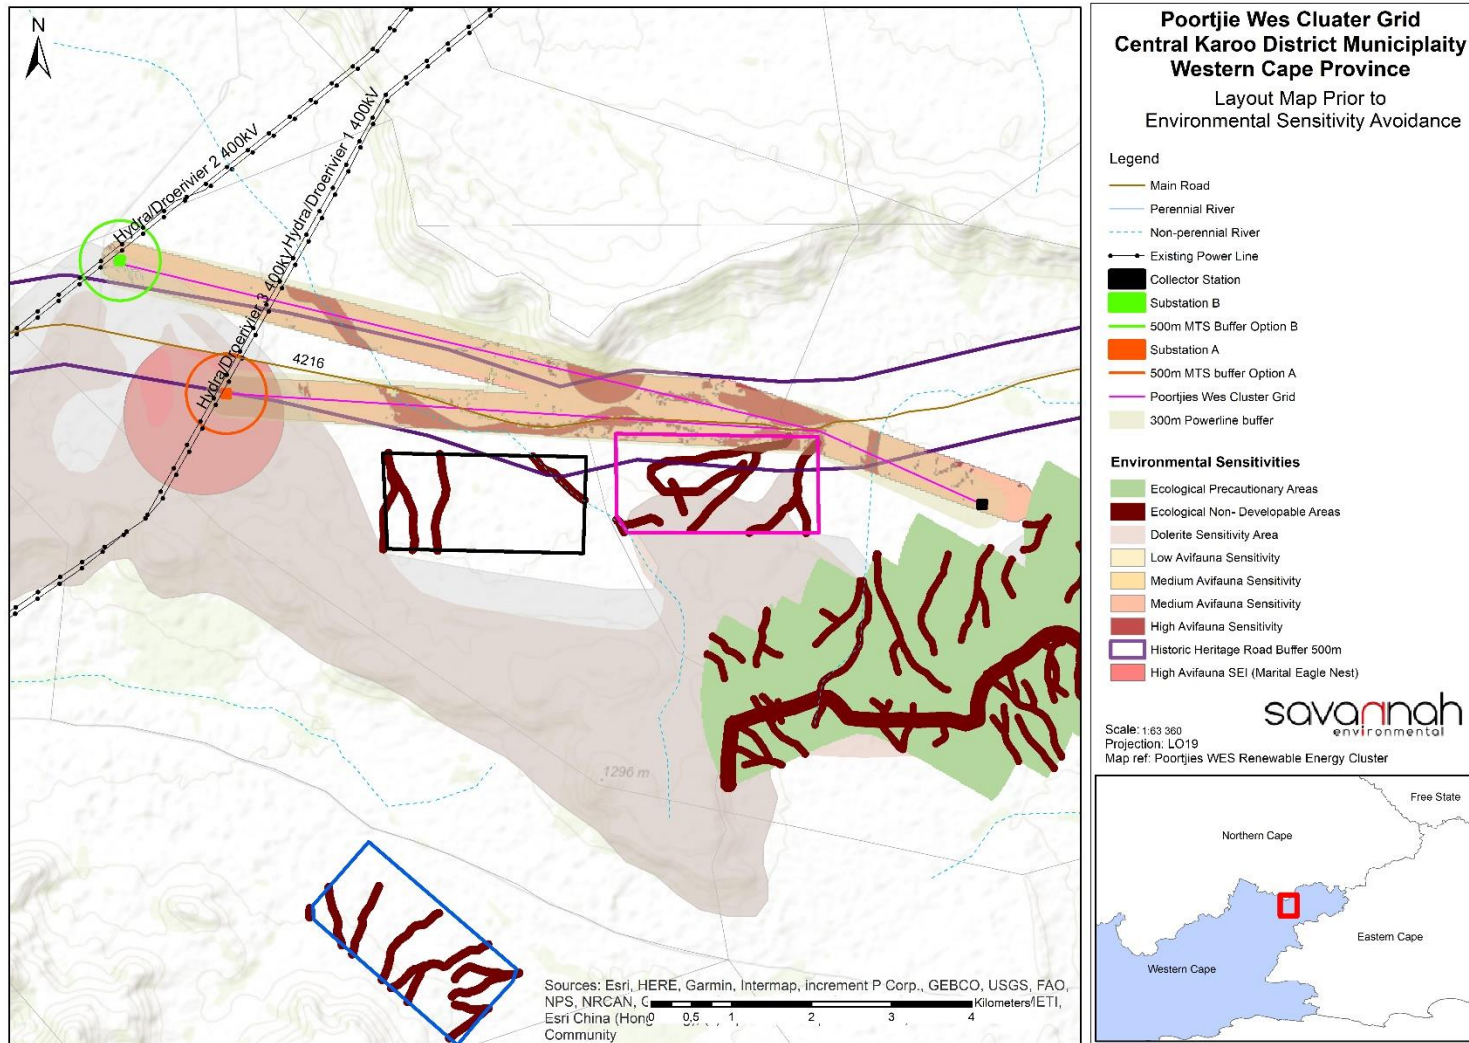 N
Hydra/Droerivier 2 400kV
Hydra/Droerivier 1 400kV
Hydra/Droerivier 3 400kV
4216
1296 m
Sources: Esri, HERE, Garmin, Intermap, increment P Corp., GEBCO, USGS, FAO,
NPS, NRCAN,
Esri China (Hong
Community
0 0,5 1 2 3 4
Kilometers
Poortjie Wes Cluater Grid
Central Karoo District Municiplaity
Western Cape Province
Layout Map Prior to
Environmental Sensitivity Avoidance
Legend
Main Road
Perennial River
Non-perennial River
Existing Power Line
Collector Station
Substation B
500m MTS Buffer Option B
Substation A
500m MTS buffer Option A
Poortjies Wes Cluster Grid
300m Powerline buffer
Environmental Sensitivities
Ecological Precautionary Areas
Ecological Non- Developable Areas
Dolerite Sensitivity Area
Low Avifauna Sensitivity
Medium Avifauna Sensitivity
Medium Avifauna Sensitivity
High Avifauna Sensitivity
Historic Heritage Road Buffer 500m
High Avifauna SEI (Marital Eagle Nest)
savannah
environmental
Scale: 1:63 360
Projection: LO19
Map ref: Poortjies WES Renewable Energy Cluster
Free State
Northern Cape
Eastern Cape
Western Cape